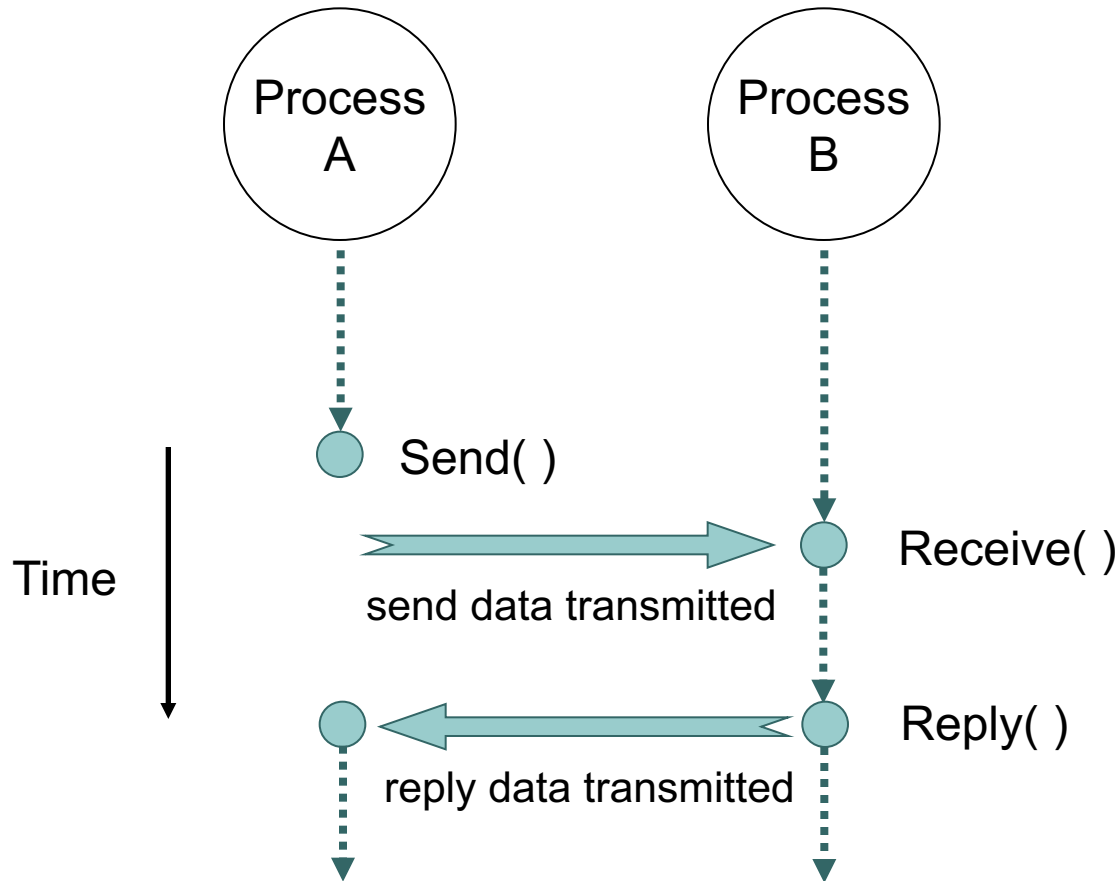 Process
A
Process
B
Send( )
Receive( )
Time
send data transmitted
Reply( )
reply data transmitted